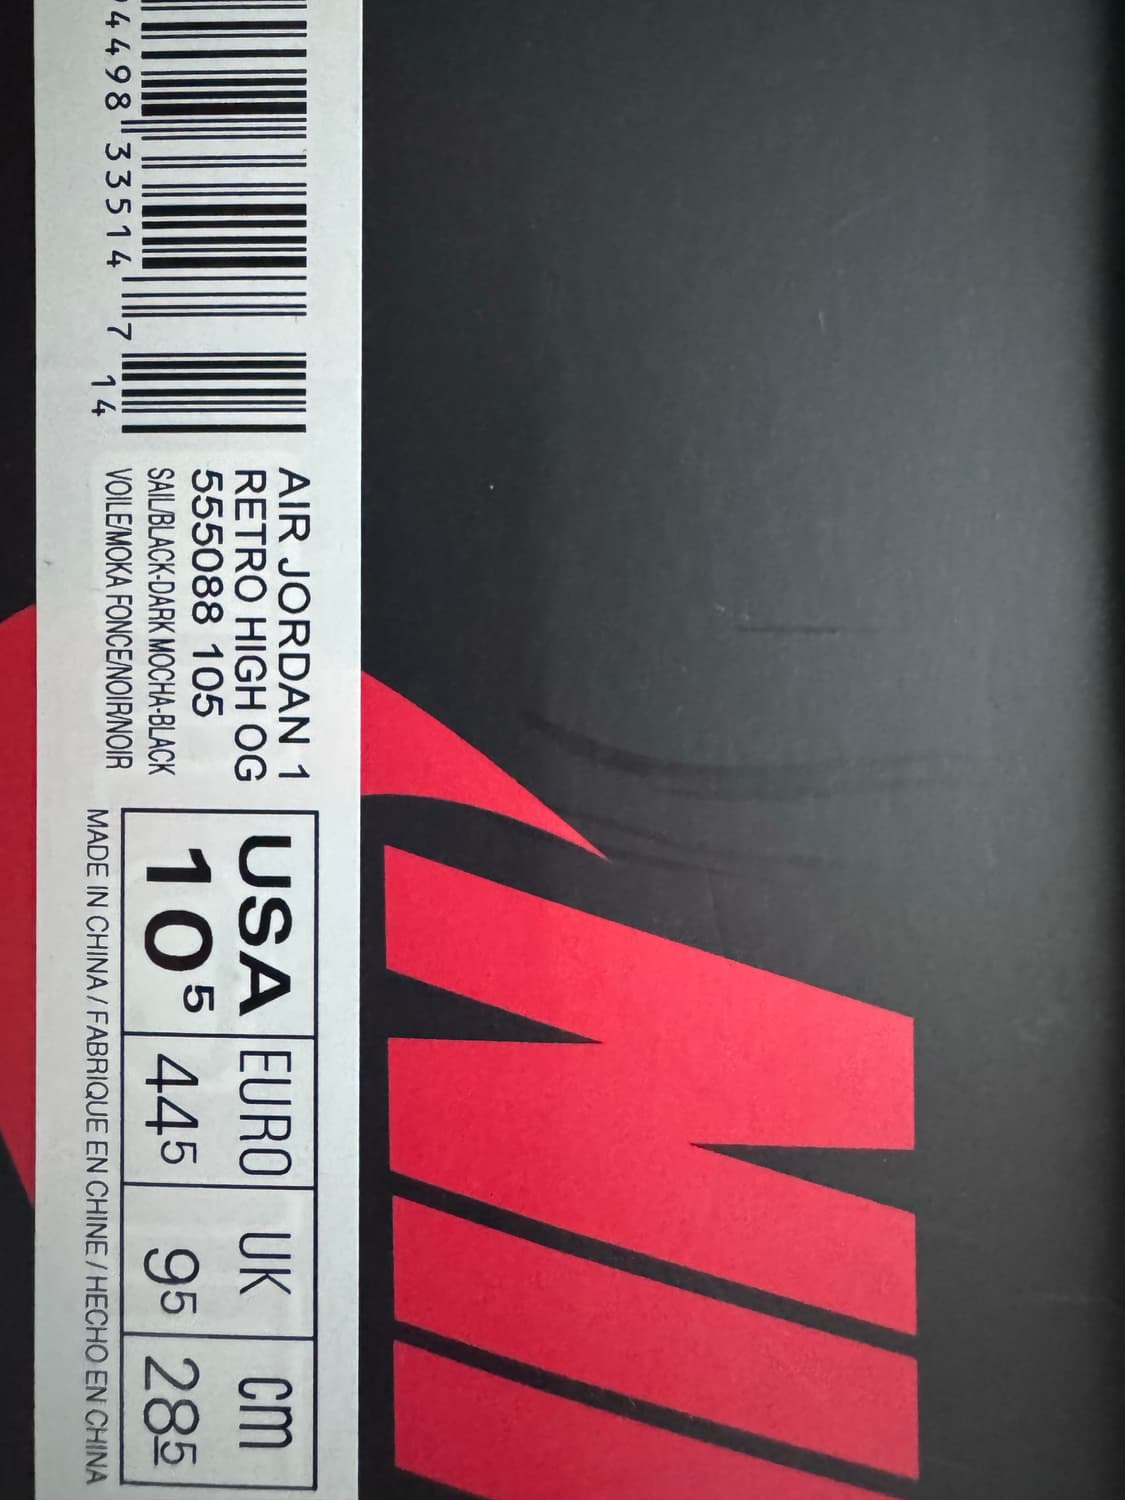 4498 33514 7
14
AIR JORDAN 1
RETRO HIGH OG
555088 105
SAIL/BLACK-DARK MOCHA-BLACK
VOILE/MOKA FONCE/NOIR/NOIR
USA EURO UK cm
10⁵ 44⁵ 9⁵ 28⁵
MADE IN CHINA / FABRIQUE EN CHINE / HECHO EN CHINA